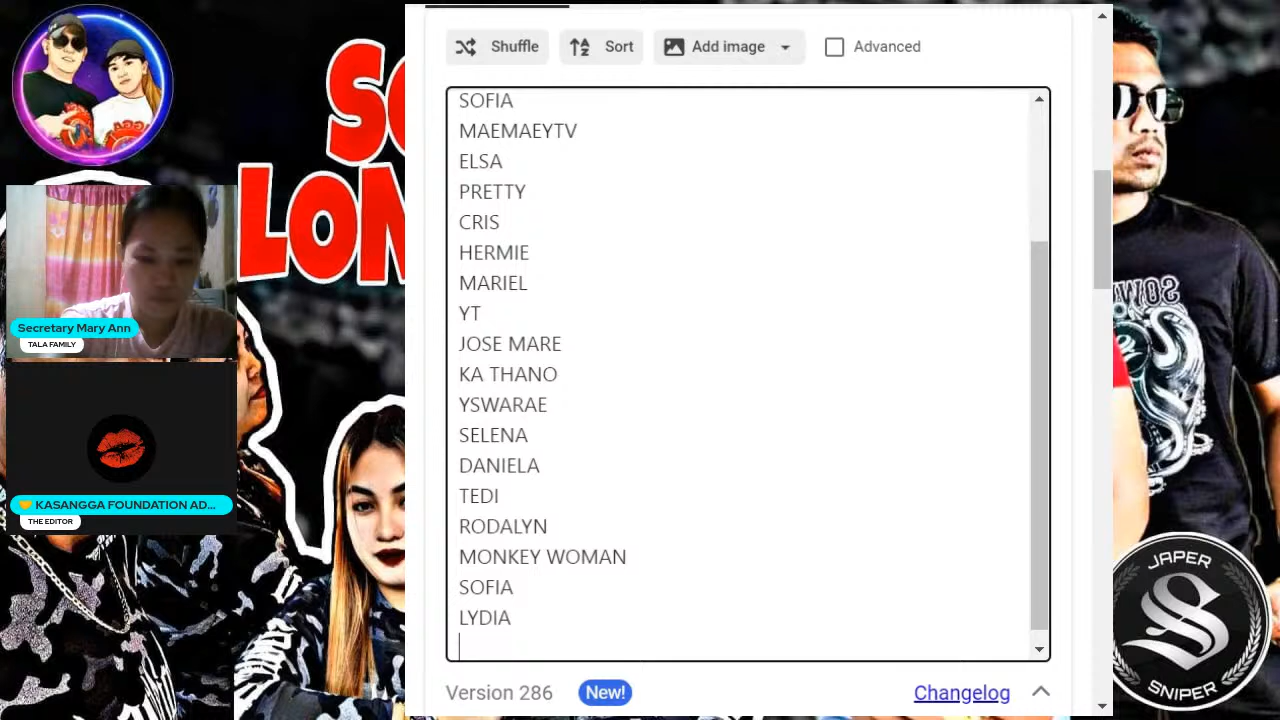 Shuffle
Sort
Add image
Advanced
SOFIA
MAEMAEYTV
ELSA
PRETTY
CRIS
HERMIE
MARIEL
YT
JOSE MARE
KA THANO
YSWARAE
SELENA
DANIELA
TEDI
RODALYN
MONKEY WOMAN
SOFIA
LYDIA
Version 286
New!
Changelog
LON
Secretary Mary Ann
TALA FAMILY
KASANGGA FOUNDATION AD...
THE EDITOR
JAPER
S
SNIPER